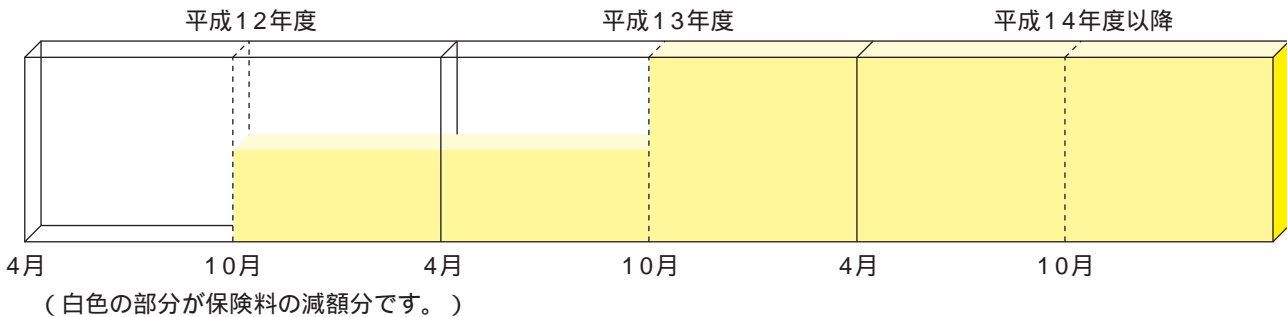 平成12年度 平成13年度 平成14年度以降
4月 10月 4月 10月 4月 10月
(白色の部分が保険料の減額分です。)